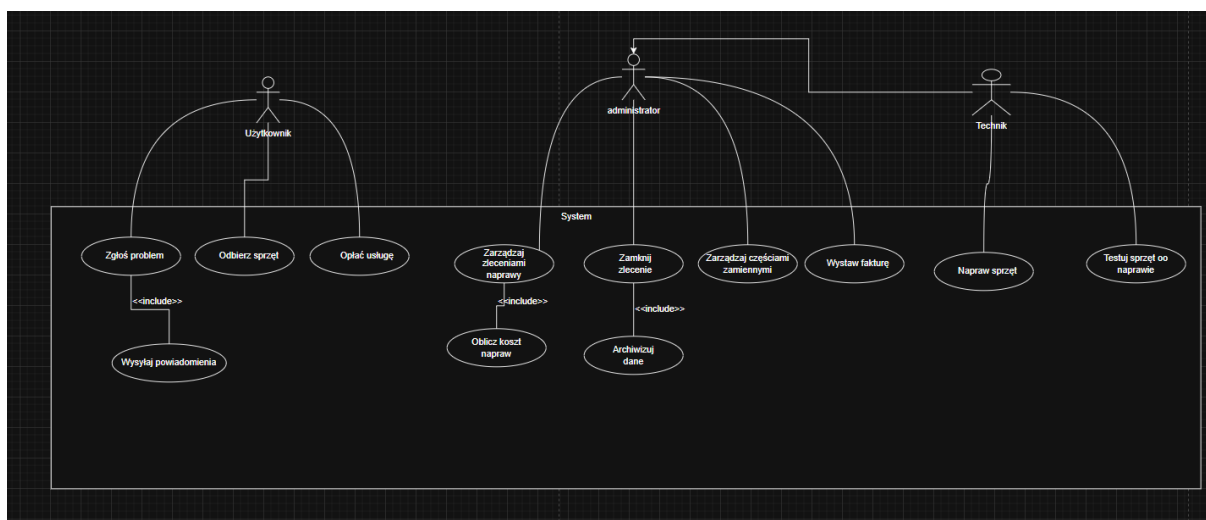 Użytkownik
administrator
Technik
System
Zgłoś problem
Odbierz sprzęt
Opłać usługę
Zarządzaj
zleceniami
naprawy
Zamknij
zlecenie
Zarządzaj częściami
zamiennymi
Wystaw fakturę
Napraw sprzęt
Testuj sprzęt oo
naprawie
<<include>>
<<include>>
<<include>>
Wysyłaj powiadomienia
Oblicz koszt
napraw
Archiwizuj
dane